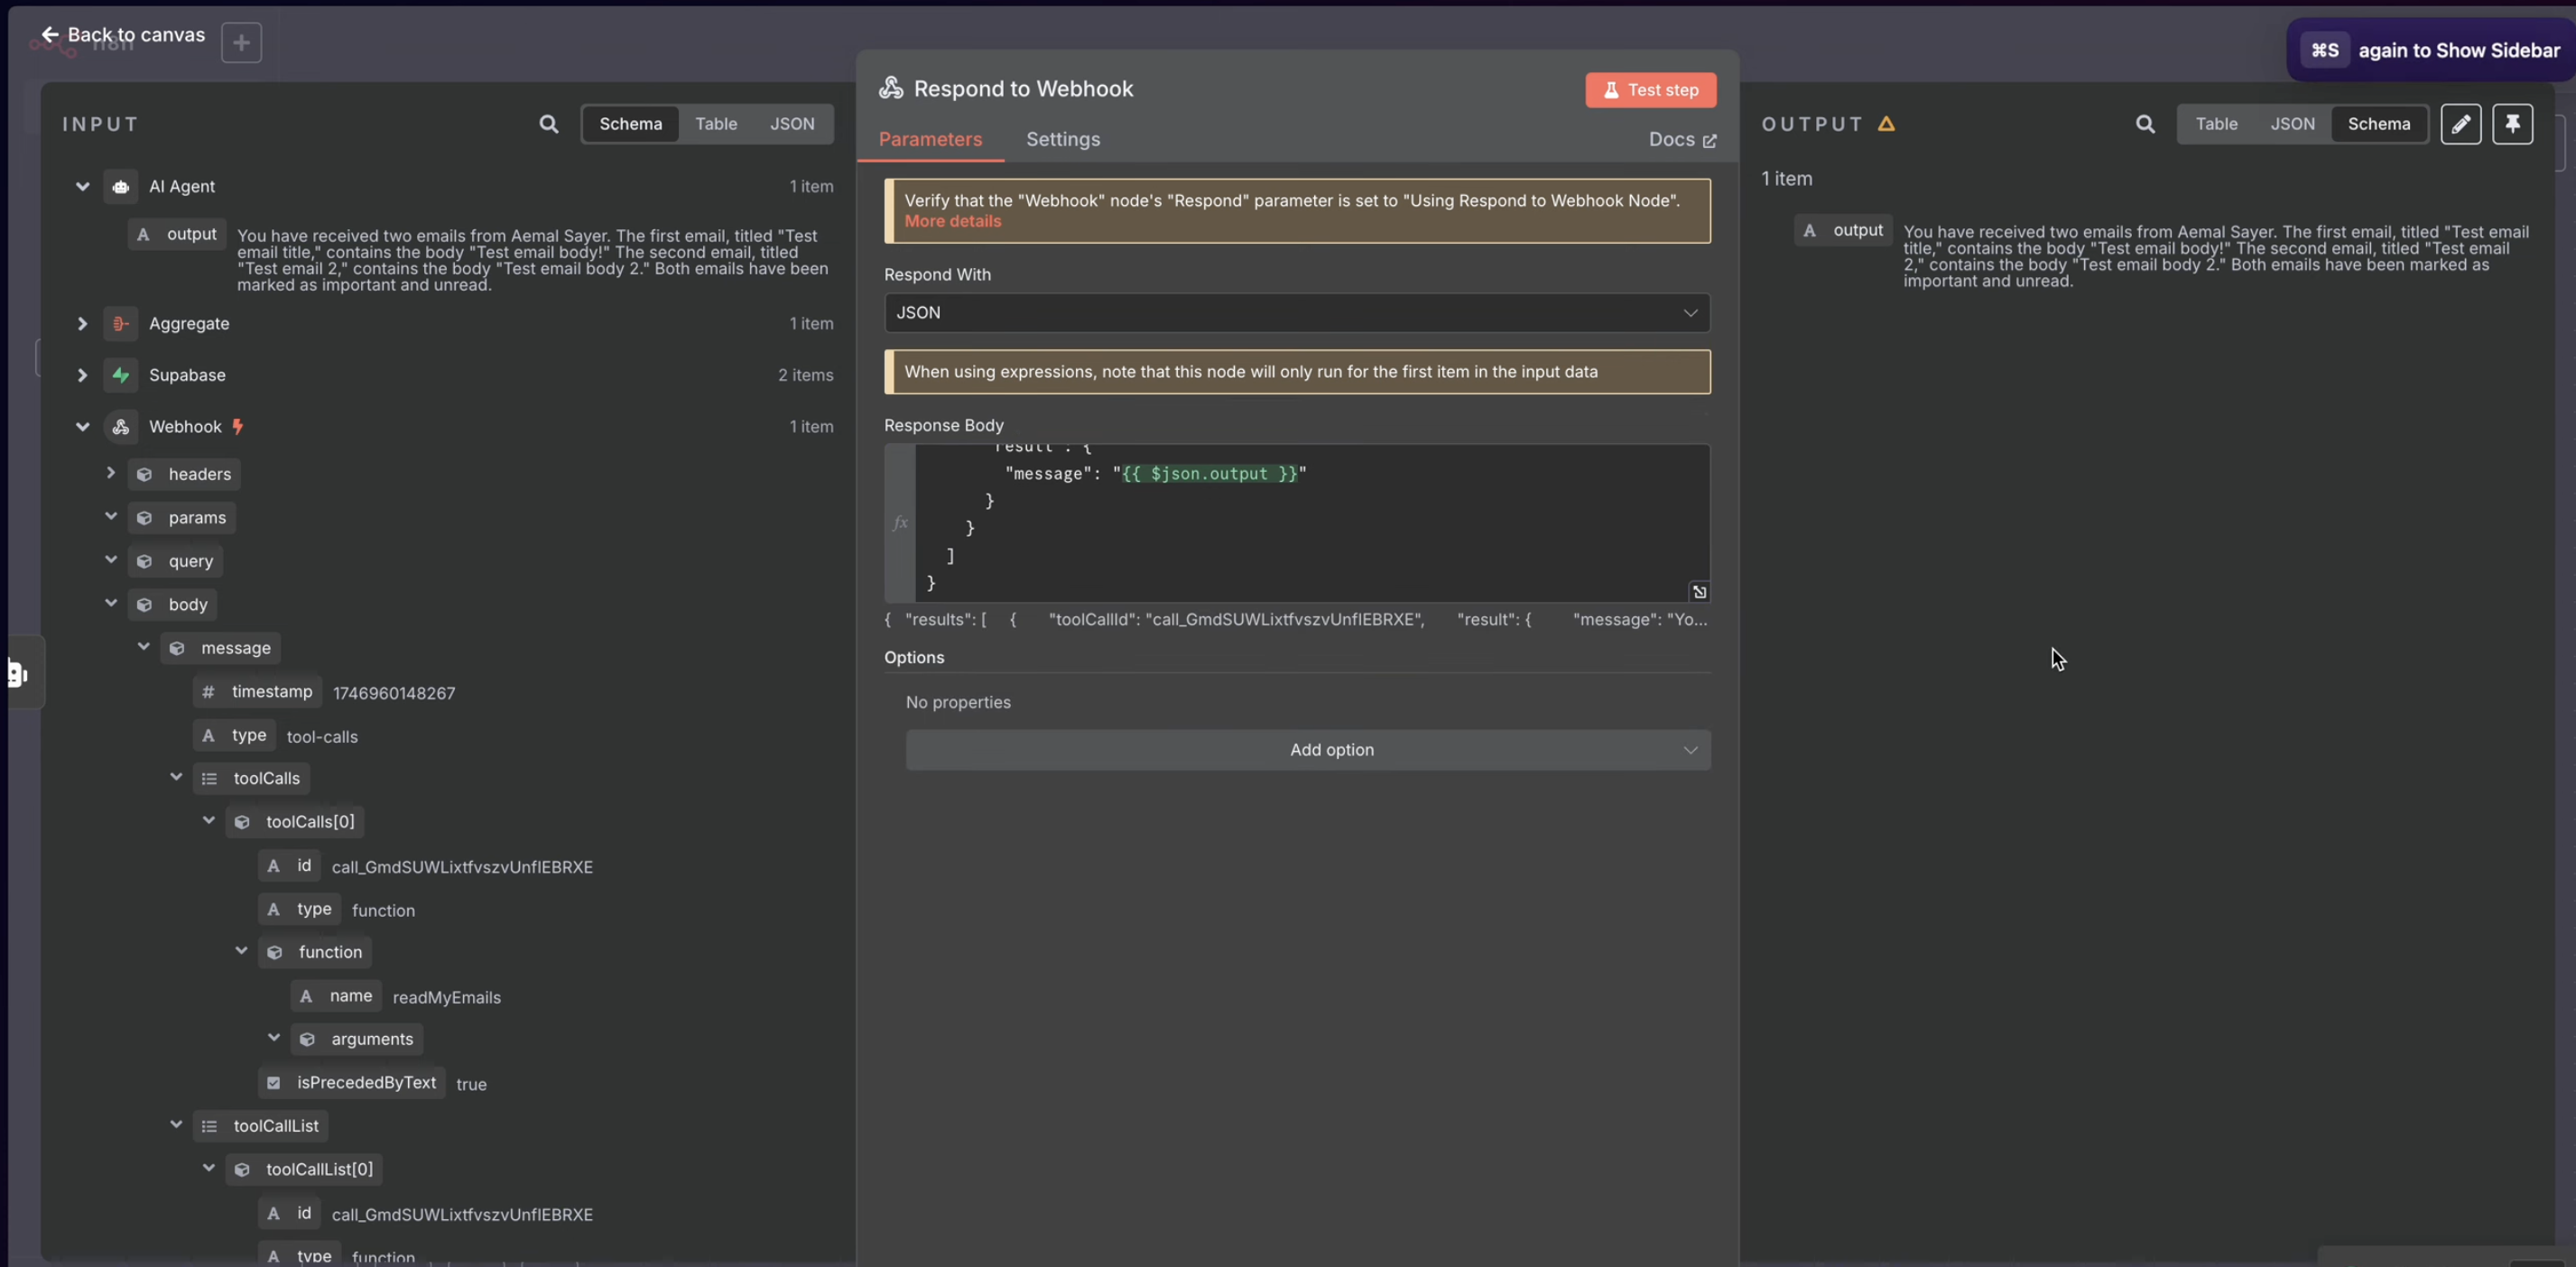 Back to canvas
n8n
⌘S again to Show Sidebar
INPUT
Schema Table JSON
AI Agent 1 item
output You have received two emails from Aemal Sayer. The first email, titled "Test
email title," contains the body "Test email body!" The second email, titled
"Test email 2," contains the body "Test email body 2." Both emails have been
marked as important and unread.
Aggregate 1 item
Supabase 2 items
Webhook 1 item
headers
params
query
body
message
timestamp 1746960148267
type tool-calls
toolCalls
toolCalls[0]
id call_GmdSUWLixtfvszvUnfIEBRXE
type function
function
name readMyEmails
arguments
isPrecededByText true
toolCallList
toolCallList[0]
id call_GmdSUWLixtfvszvUnfIEBRXE
type function
Respond to Webhook
Test step
Parameters Settings Docs
Verify that the "Webhook" node's "Respond" parameter is set to "Using Respond to Webhook Node".
More details
Respond With
JSON
When using expressions, note that this node will only run for the first item in the input data
Response Body
fx
"result": {
"message": "{{ $json.output }}"
}
}
]
}
{ "results": [ { "toolCallId": "call_GmdSUWLixtfvszvUnfIEBRXE", "result": { "message": "Yo...
Options
No properties
Add option
OUTPUT
Table JSON Schema
1 item
output You have received two emails from Aemal Sayer. The first email, titled "Test email
title," contains the body "Test email body!" The second email, titled "Test email
2," contains the body "Test email body 2." Both emails have been marked as
important and unread.